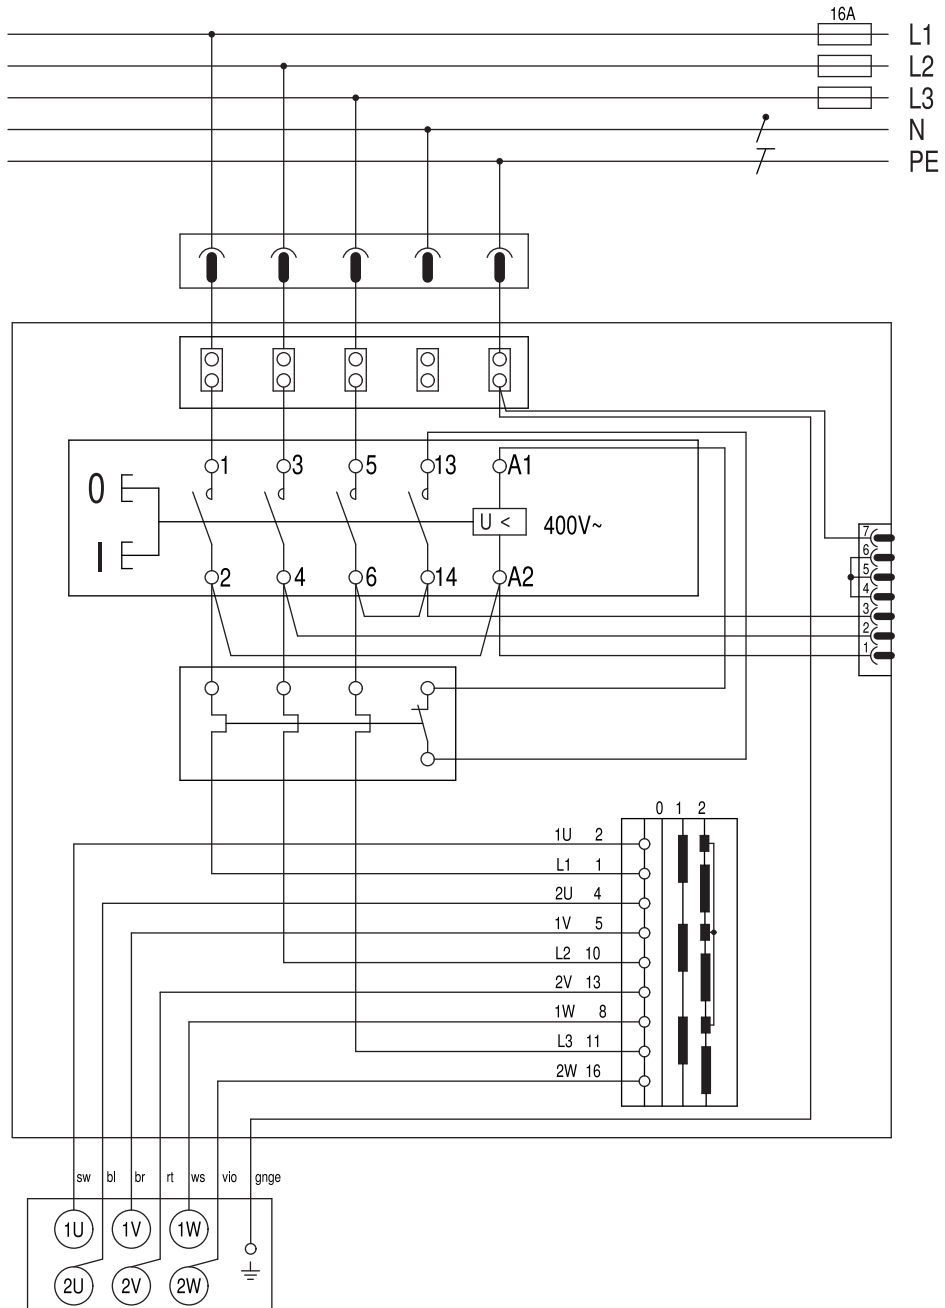 16A
L1
L2
L3
N
PE
1 3 5 13 A1
0
U < 400V~
I
2 4 6 14 A2
7
6
5
4
3
2
1
0 1 2
1U 2
L1 1
2U 4
1V 5
L2 10
2V 13
1W 8
L3 11
2W 16
sw bl br rt ws vio gnge
1U 1V 1W
2U 2V 2W